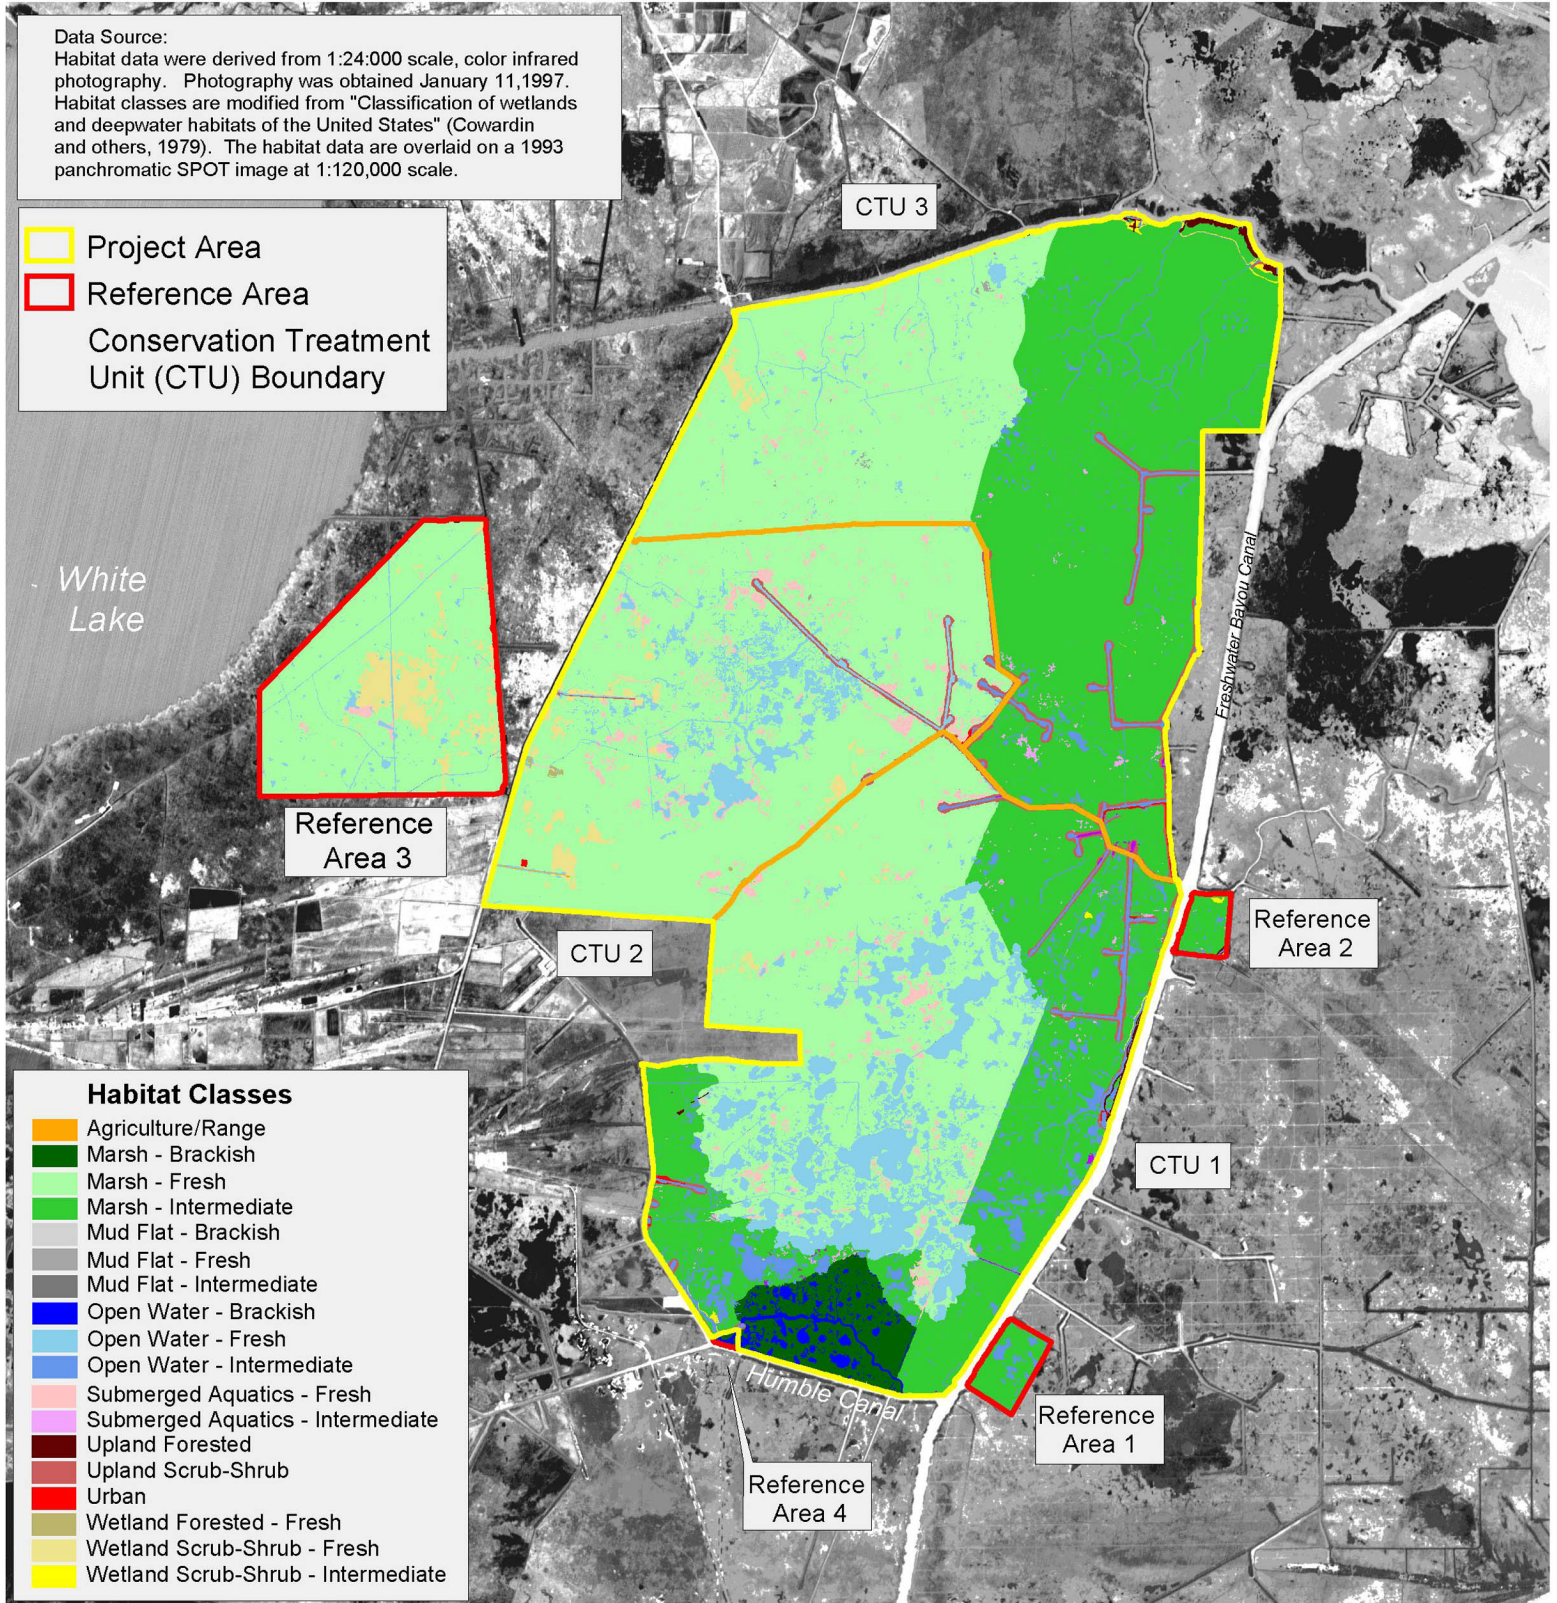 Data Source:
Habitat data were derived from 1:24:000 scale, color infrared
photography. Photography was obtained January 11,1997.
Habitat classes are modified from "Classification of wetlands
and deepwater habitats of the United States" (Cowardin
and others, 1979). The habitat data are overlaid on a 1993
panchromatic SPOT image at 1:120,000 scale.
Project Area
Reference Area
Conservation Treatment
Unit (CTU) Boundary
CTU 3
White
Lake
Freshwater Bayou Canal
Reference
Area 3
CTU 2
Reference
Area 2
CTU 1
Humble Canal
Reference
Area 1
Reference
Area 4
Habitat Classes
Agriculture/Range
Marsh - Brackish
Marsh - Fresh
Marsh - Intermediate
Mud Flat - Brackish
Mud Flat - Fresh
Mud Flat - Intermediate
Open Water - Brackish
Open Water - Fresh
Open Water - Intermediate
Submerged Aquatics - Fresh
Submerged Aquatics - Intermediate
Upland Forested
Upland Scrub-Shrub
Urban
Wetland Forested - Fresh
Wetland Scrub-Shrub - Fresh
Wetland Scrub-Shrub - Intermediate